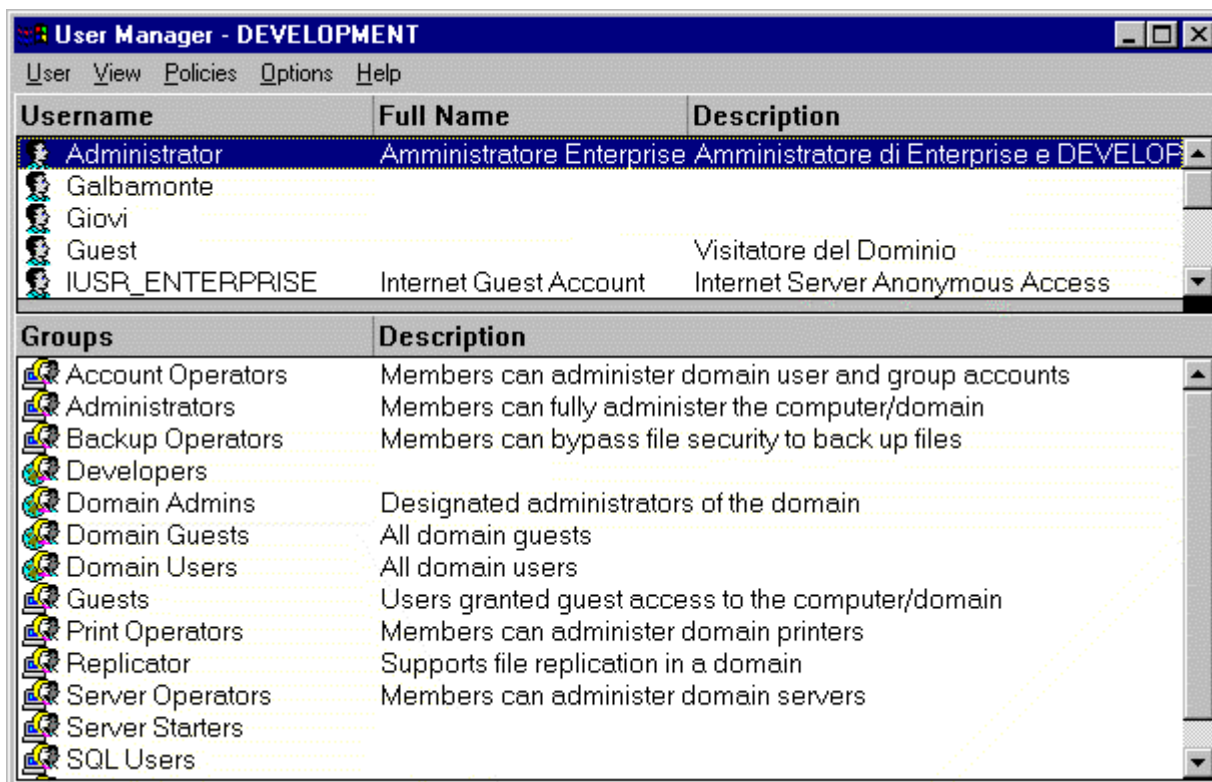 User Manager - DEVELOPMENT
User View Policies Options Help
Username Full Name Description
Administrator Amministratore Enterprise Amministratore di Enterprise e DEVELOP
Galbamonte
Giovi
Guest Visitatore del Dominio
IUSR_ENTERPRISE Internet Guest Account Internet Server Anonymous Access
Groups Description
Account Operators Members can administer domain user and group accounts
Administrators Members can fully administer the computer/domain
Backup Operators Members can bypass file security to back up files
Developers
Domain Admins Designated administrators of the domain
Domain Guests All domain guests
Domain Users All domain users
Guests Users granted guest access to the computer/domain
Print Operators Members can administer domain printers
Replicator Supports file replication in a domain
Server Operators Members can administer domain servers
Server Starters
SQL Users